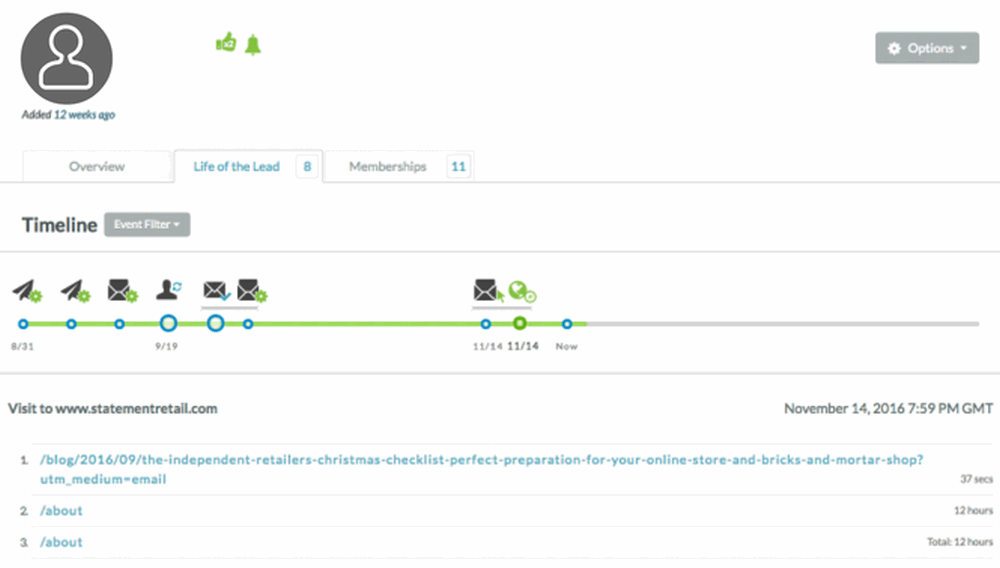 x2
Options
Added 12 weeks ago
Overview
Life of the Lead 8
Memberships 11
Timeline Event Filter
8/31 9/19 11/14 11/14 Now
Visit to www.statementretail.com November 14, 2016 7:59 PM GMT
1. /blog/2016/09/the-independent-retailers-christmas-checklist-perfect-preparation-for-your-online-store-and-bricks-and-mortar-shop?
utm_medium=email 37 secs
2. /about 12 hours
3. /about Total: 12 hours